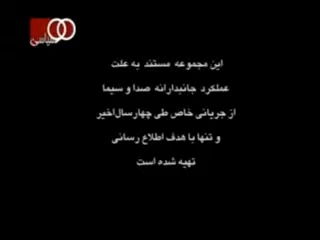 این مجموعه مستند به علت
عملکرد جانبدارانه صدا و سیما
از جریانی خاص طی چهارسال‌اخیر
و تنها با هدف اطلاع رسانی
تهیه شده است